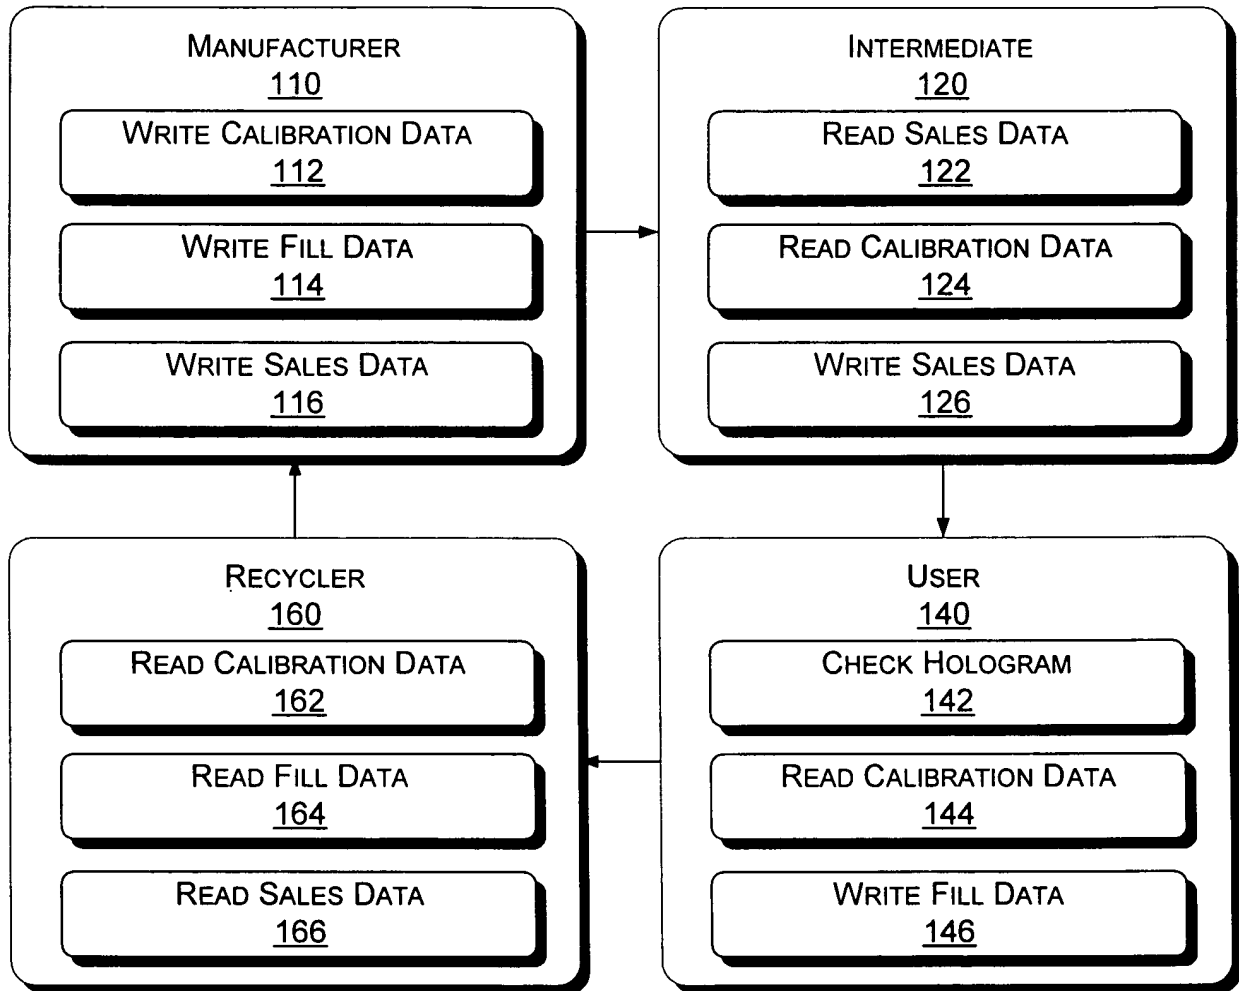 MANUFACTURER
110
WRITE CALIBRATION DATA
112
WRITE FILL DATA
114
WRITE SALES DATA
116
INTERMEDIATE
120
READ SALES DATA
122
READ CALIBRATION DATA
124
WRITE SALES DATA
126
RECYCLER
160
READ CALIBRATION DATA
162
READ FILL DATA
164
READ SALES DATA
166
USER
140
CHECK HOLOGRAM
142
READ CALIBRATION DATA
144
WRITE FILL DATA
146